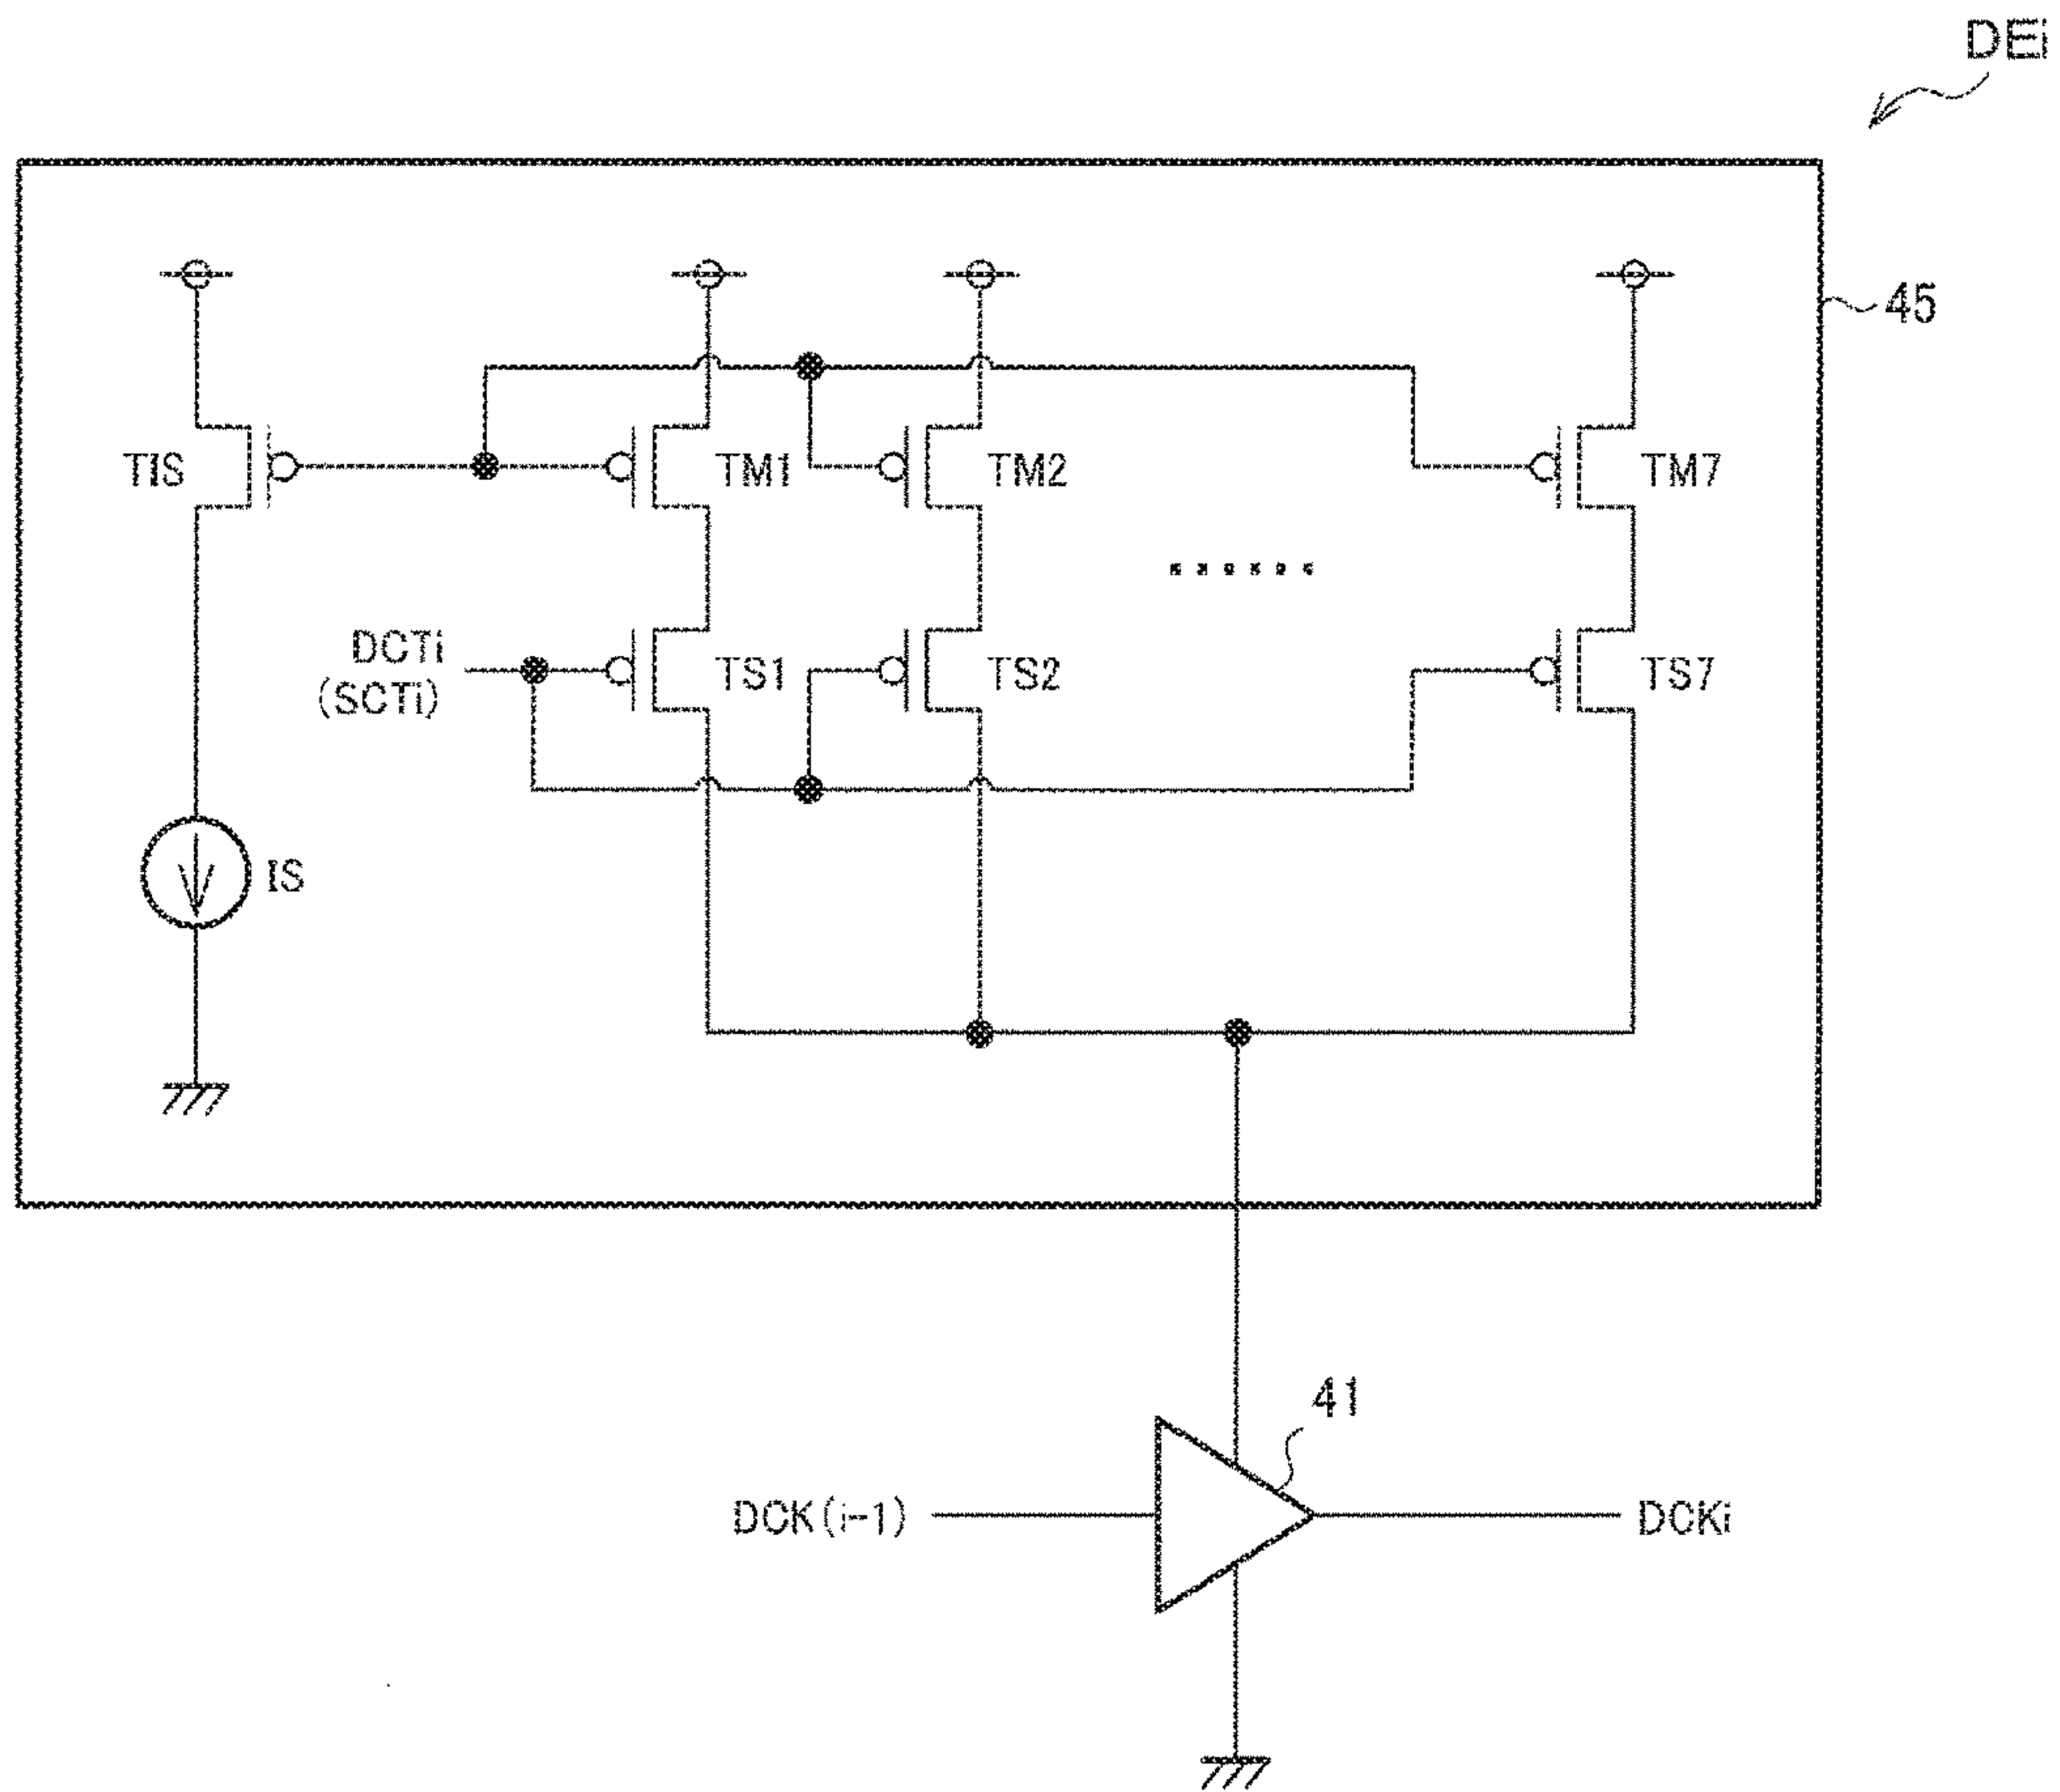 DEi
45
TIS
TM1
TM2
TM7
DCTi
(SCTi)
TS1
TS2
TS7
IS
41
DCK(i-1)
DCKi